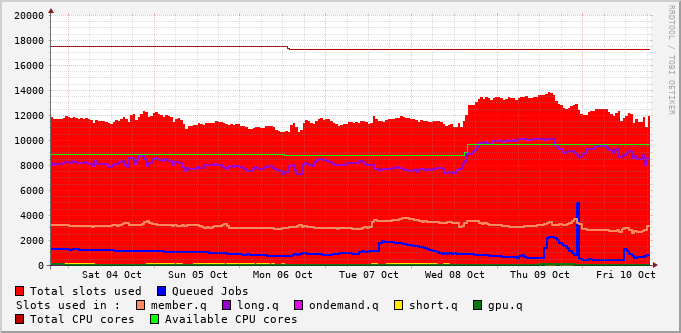 20000
18000
16000
14000
12000
10000
8000
6000
4000
2000
0
Sat 04 Oct Sun 05 Oct Mon 06 Oct Tue 07 Oct Wed 08 Oct Thu 09 Oct Fri 10 Oct
Total slots used Queued Jobs
Slots used in : member.q long.q ondemand.q short.q gpu.q
Total CPU cores Available CPU cores
RRDTOOL / TOBI OETIKER